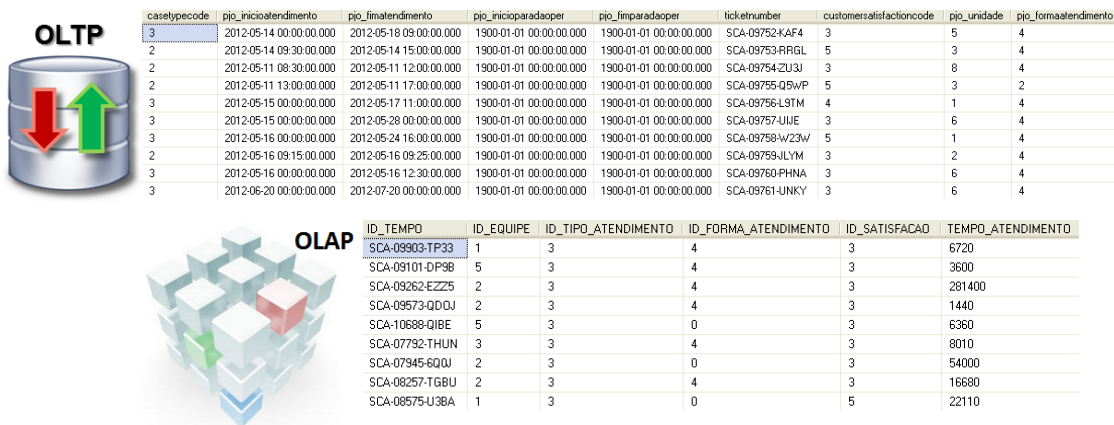 OLTP
casetypecode pjo_inicioatendimento pjo_fimatendimento pjo_inicioparadaoper pjo_fimparadaoper ticketnumber customersatisfactioncode pjo_unidade pjo_formaatendimento
3 2012-05-14 00:00:00.000 2012-05-18 09:00:00.000 1900-01-01 00:00:00.000 1900-01-01 00:00:00.000 SCA-09752-KAF4 3 5 4
2 2012-05-14 09:30:00.000 2012-05-14 15:00:00.000 1900-01-01 00:00:00.000 1900-01-01 00:00:00.000 SCA-09753-RRGL 5 3 4
2 2012-05-11 08:30:00.000 2012-05-11 12:00:00.000 1900-01-01 00:00:00.000 1900-01-01 00:00:00.000 SCA-09754-ZU3J 3 8 4
2 2012-05-11 13:00:00.000 2012-05-11 17:00:00.000 1900-01-01 00:00:00.000 1900-01-01 00:00:00.000 SCA-09755-Q5WP 5 3 2
3 2012-05-15 00:00:00.000 2012-05-17 11:00:00.000 1900-01-01 00:00:00.000 1900-01-01 00:00:00.000 SCA-09756-L9TM 4 1 4
3 2012-05-15 00:00:00.000 2012-05-28 00:00:00.000 1900-01-01 00:00:00.000 1900-01-01 00:00:00.000 SCA-09757-UIJE 3 6 4
3 2012-05-16 00:00:00.000 2012-05-24 16:00:00.000 1900-01-01 00:00:00.000 1900-01-01 00:00:00.000 SCA-09758-W23W 5 1 4
2 2012-05-16 09:15:00.000 2012-05-16 09:25:00.000 1900-01-01 00:00:00.000 1900-01-01 00:00:00.000 SCA-09759-JLYM 3 2 4
3 2012-05-16 00:00:00.000 2012-05-16 12:30:00.000 1900-01-01 00:00:00.000 1900-01-01 00:00:00.000 SCA-09760-PHNA 3 6 4
3 2012-06-20 00:00:00.000 2012-07-20 00:00:00.000 1900-01-01 00:00:00.000 1900-01-01 00:00:00.000 SCA-09761-UNKY 3 6 4
OLAP
ID_TEMPO ID_EQUIPE ID_TIPO_ATENDIMENTO ID_FORMA_ATENDIMENTO ID_SATISFACAO TEMPO_ATENDIMENTO
SCA-09903-TP33 1 3 4 3 6720
SCA-09101-DP9B 5 3 4 3 3600
SCA-09262-EZZ5 2 3 4 3 281400
SCA-09573-QDOJ 2 3 4 3 1440
SCA-10688-QIBE 5 3 0 3 6360
SCA-07792-THUN 3 3 4 3 8010
SCA-07945-6Q0J 2 3 0 3 54000
SCA-08257-TGBU 2 3 4 3 16680
SCA-08575-U3BA 1 3 0 5 22110